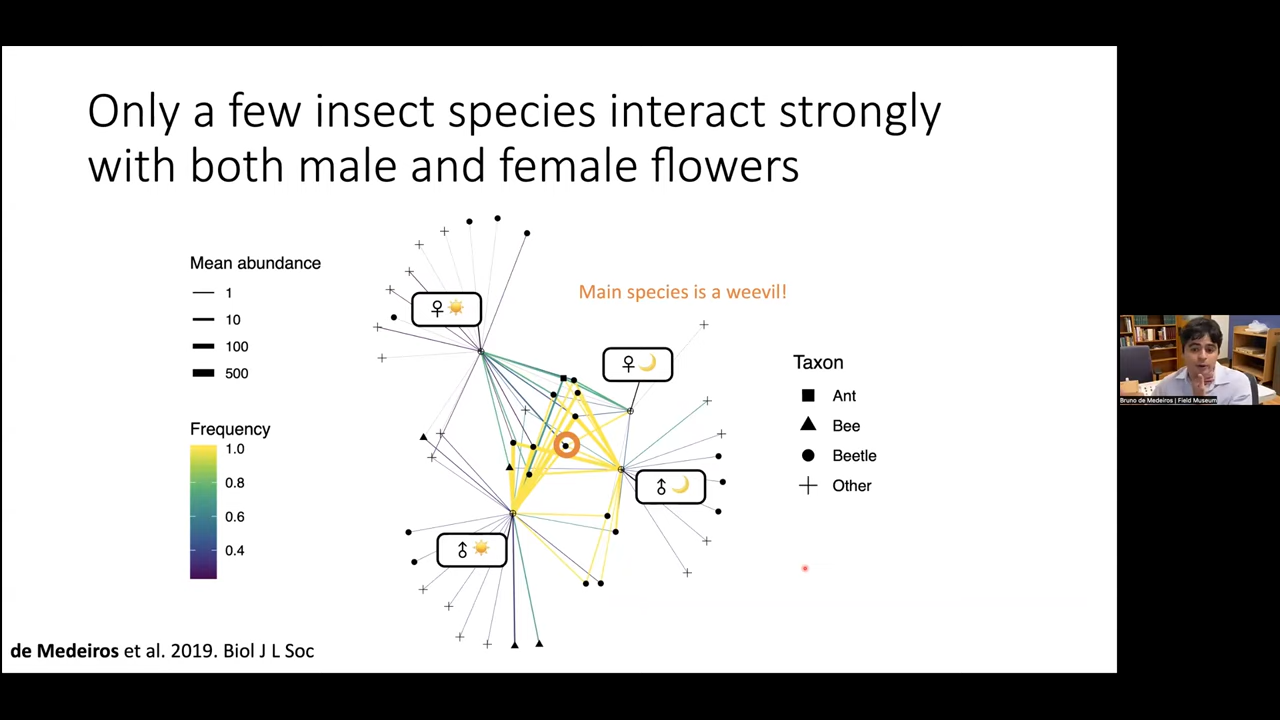 Only a few insect species interact strongly
with both male and female flowers
Mean abundance
1
10
100
500
Frequency
1.0
0.8
0.6
0.4
♀
Main species is a weevil!
♀
♂
♂
Taxon
Ant
Bee
Beetle
Other
de Medeiros et al. 2019. Biol J L Soc
Bruno de Medeiros | Field Museum